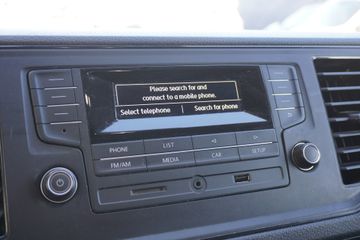 Please search for and
connect to a mobile phone.
Select telephone
Search for phone
PHONE
LIST
FM/AM
MEDIA
CAR
SETUP